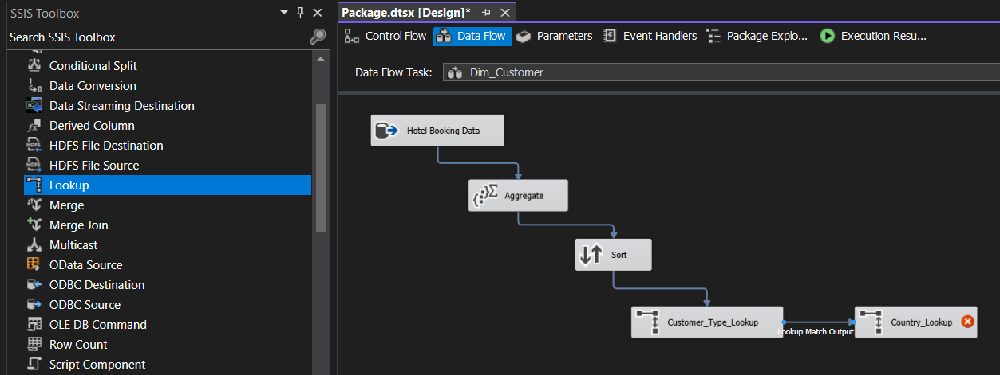 SSIS Toolbox
Search SSIS Toolbox
Conditional Split
Data Conversion
Data Streaming Destination
Derived Column
HDFS File Destination
HDFS File Source
Lookup
Merge
Merge Join
Multicast
OData Source
ODBC Destination
ODBC Source
OLE DB Command
Row Count
Script Component
Package.dtsx [Design]*
Control Flow
Data Flow
Parameters
Event Handlers
Package Explo...
Execution Resu...
Data Flow Task:
Dim_Customer
Hotel Booking Data
Aggregate
Sort
Customer_Type_Lookup
Lookup Match Output
Country_Lookup